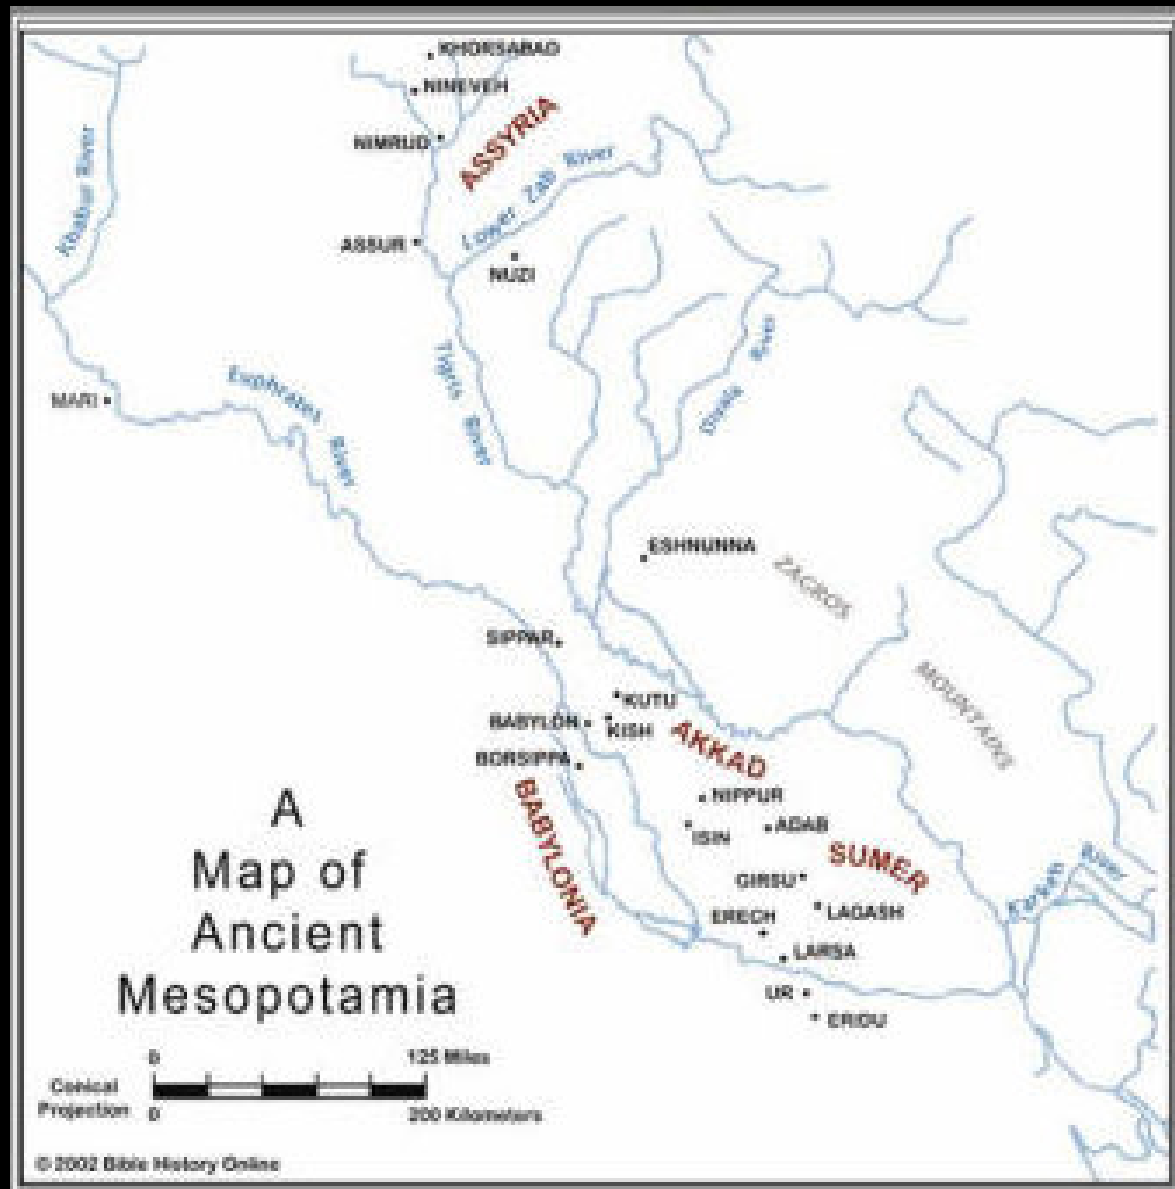 KHORSABAD
NINEVEH
NIMRUD
ASSYRIA
Khabur River
Lower Zab River
ASSUR
NUZI
Tigris River
Diyala River
Euphrates River
MARI
ESHNUNNA
ZAGROS
MOUNTAINS
SIPPAR
KUTU
BABYLON
KISH
AKKAD
BORSIPPA
BABYLONIA
NIPPUR
ISIN
ADAB
SUMER
GIRSU
LAGASH
ERECH
LARSA
UR
ERIDU
River
A
Map of
Ancient
Mesopotamia
0 125 Miles
Conical
Projection
0 200 Kilometers
© 2002 Bible History Online